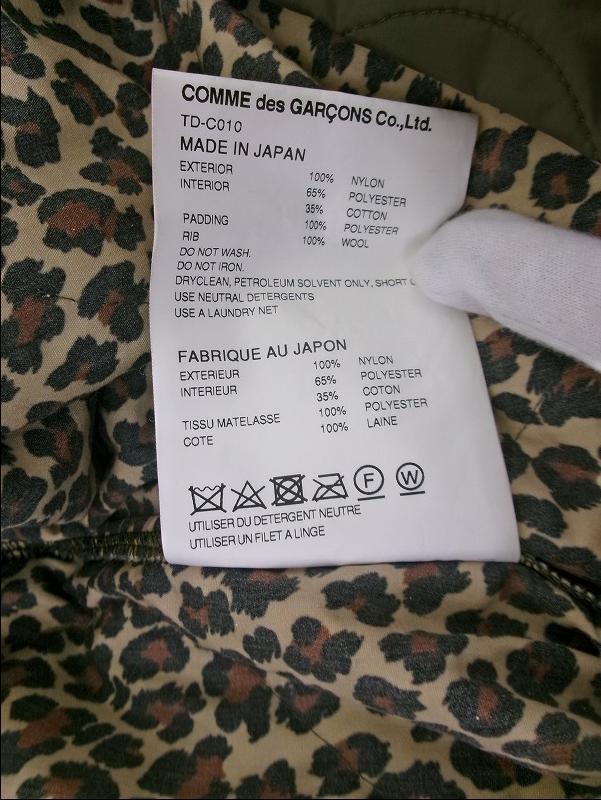 COMME des GARÇONS Co.,Ltd.
TD-C010
MADE IN JAPAN
EXTERIOR 100% NYLON
INTERIOR 65% POLYESTER
35% COTTON
PADDING 100% POLYESTER
RIB 100% WOOL
DO NOT WASH.
DO NOT IRON.
DRYCLEAN, PETROLEUM SOLVENT ONLY, SHORT
USE NEUTRAL DETERGENTS
USE A LAUNDRY NET
FABRIQUE AU JAPON
EXTERIEUR 100% NYLON
INTERIEUR 65% POLYESTER
35% COTON
TISSU MATELASSE 100% POLYESTER
COTE 100% LAINE
F W
UTILISER DU DETERGENT NEUTRE
UTILISER UN FILET A LINGE